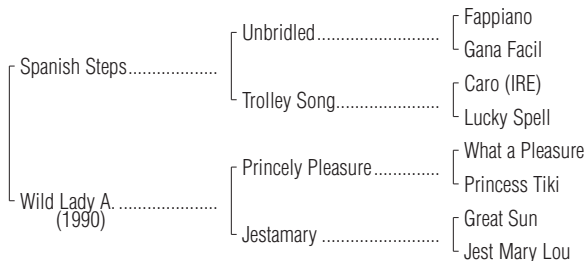 Fappiano
Unbridled
Gana Facil
Spanish Steps
Caro (IRE)
Trolley Song
Lucky Spell
What a Pleasure
Princely Pleasure
Princess Tiki
Wild Lady A.
(1990)
Great Sun
Jestamary
Jest Mary Lou